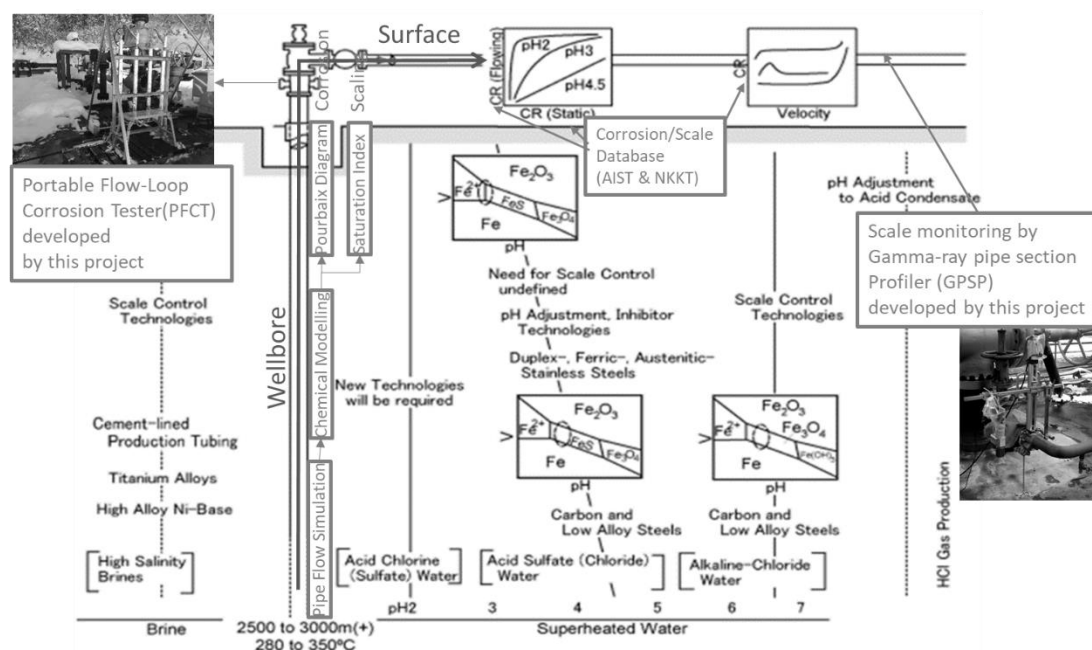 Surface
Corrosion
Scaling
CR (Flowing)
pH2
pH3
pH4.5
CR (Static)
CR
Velocity
Corrosion/Scale
Database
(AIST & NKKT)
Portable Flow-Loop
Corrosion Tester(PFCT)
developed
by this project
Pourbaix Diagram
Saturation Index
Fe₂O₃
Fe²⁺
FeS
Fe₃O₄
Fe
V
pH
pH Adjustment
to Acid Condensate
Scale monitoring by
Gamma-ray pipe section
Profiler (GPSP)
developed by this project
Need for Scale Control
undefined
Scale Control
Technologies
Wellbore
Chemical Modelling
pH Adjustment, Inhibitor
Technologies
Scale Control
Technologies
Duplex-, Ferric-, Austenitic-
Stainless Steels
New Technologies
will be required
Cement-lined
Production Tubing
Titanium Alloys
High Alloy Ni-Base
Pipe Flow Simulation
Fe₂O₃
Fe²⁺
FeS
Fe₃O₄
Fe
V
pH
Fe₂O₃
Fe²⁺
Fe₃O₄
Fe(OH)₃
Fe
V
pH
Carbon and
Low Alloy Steels
Carbon and
Low Alloy Steels
HCl Gas Production
[High Salinity
Brines]
[Acid Chlorine
(Sulfate) Water]
[Acid Sulfate (Chloride)
Water]
[Alkaline-Chloride
Water]
pH2 3 4 5 6 7
Brine
2500 to 3000m(+)
280 to 350ºC
Superheated Water